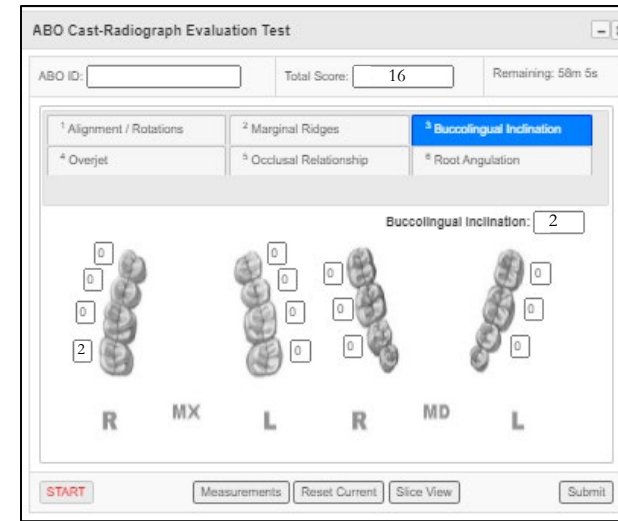 ABO Cast-Radiograph Evaluation Test
ABO ID: Total Score: 16 Remaining: 58m 5s
1 Alignment / Rotations 2 Marginal Ridges 3 Buccolingual Inclination
4 Overjet 5 Occlusal Relationship 6 Root Angulation
Buccolingual Inclination: 2
0 0
0 0 0 0
0 0 0 0
2 0 0 0
R MX L R MD L
START Measurements Reset Current Slice View Submit